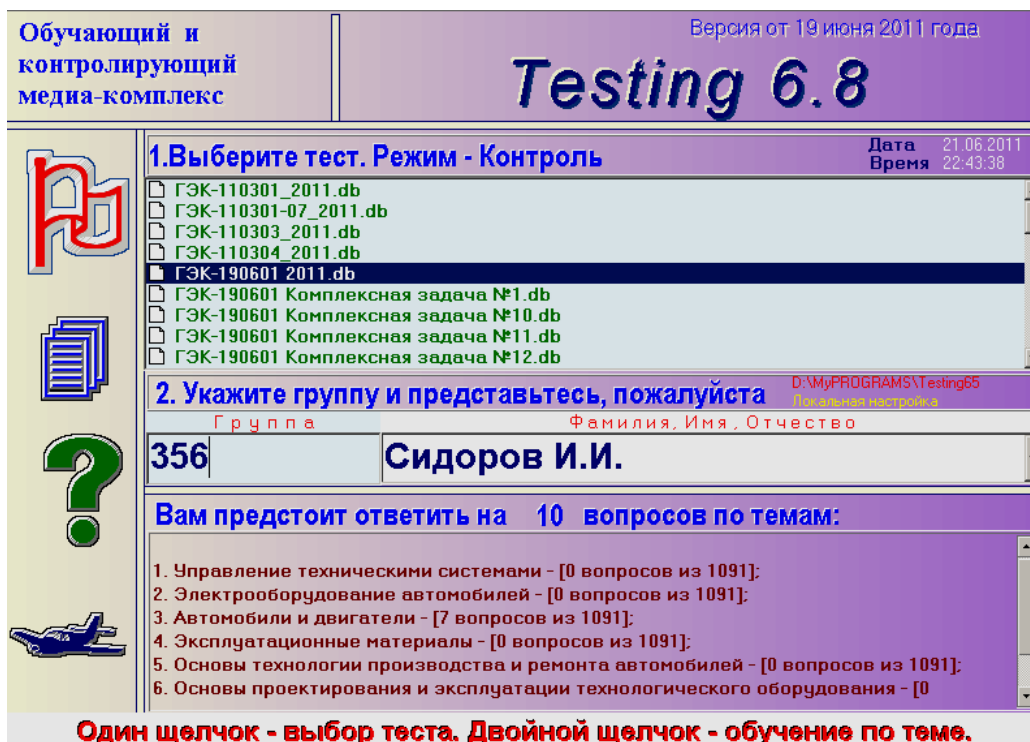 Обучающий и
контролирующий
медиа-комплекс
Версия от 19 июня 2011 года
Testing 6.8
1.Выберите тест. Режим - Контроль
Дата 21.06.2011
Время 22:43:38
ГЭК-110301_2011.db
ГЭК-110301-07_2011.db
ГЭК-110303_2011.db
ГЭК-110304_2011.db
ГЭК-190601 2011.db
ГЭК-190601 Комплексная задача №1.db
ГЭК-190601 Комплексная задача №10.db
ГЭК-190601 Комплексная задача №11.db
ГЭК-190601 Комплексная задача №12.db
2. Укажите группу и представьтесь, пожалуйста
D:\MyPROGRAMS\Testing65
Локальная настройка
Группа Фамилия, Имя, Отчество
356 Сидоров И.И.
Вам предстоит ответить на 10 вопросов по темам:
1. Управление техническими системами - [0 вопросов из 1091];
2. Электрооборудование автомобилей - [0 вопросов из 1091];
3. Автомобили и двигатели - [7 вопросов из 1091];
4. Эксплуатационные материалы - [0 вопросов из 1091];
5. Основы технологии производства и ремонта автомобилей - [0 вопросов из 1091];
6. Основы проектирования и эксплуатации технологического оборудования - [0
Один щелчок - выбор теста. Двойной щелчок - обучение по теме.